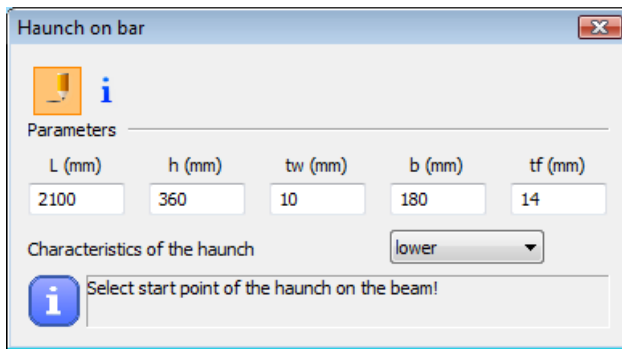 Haunch on bar
i
Parameters
L (mm) h (mm) tw (mm) b (mm) tf (mm)
2100 360 10 180 14
Characteristics of the haunch lower
i Select start point of the haunch on the beam!